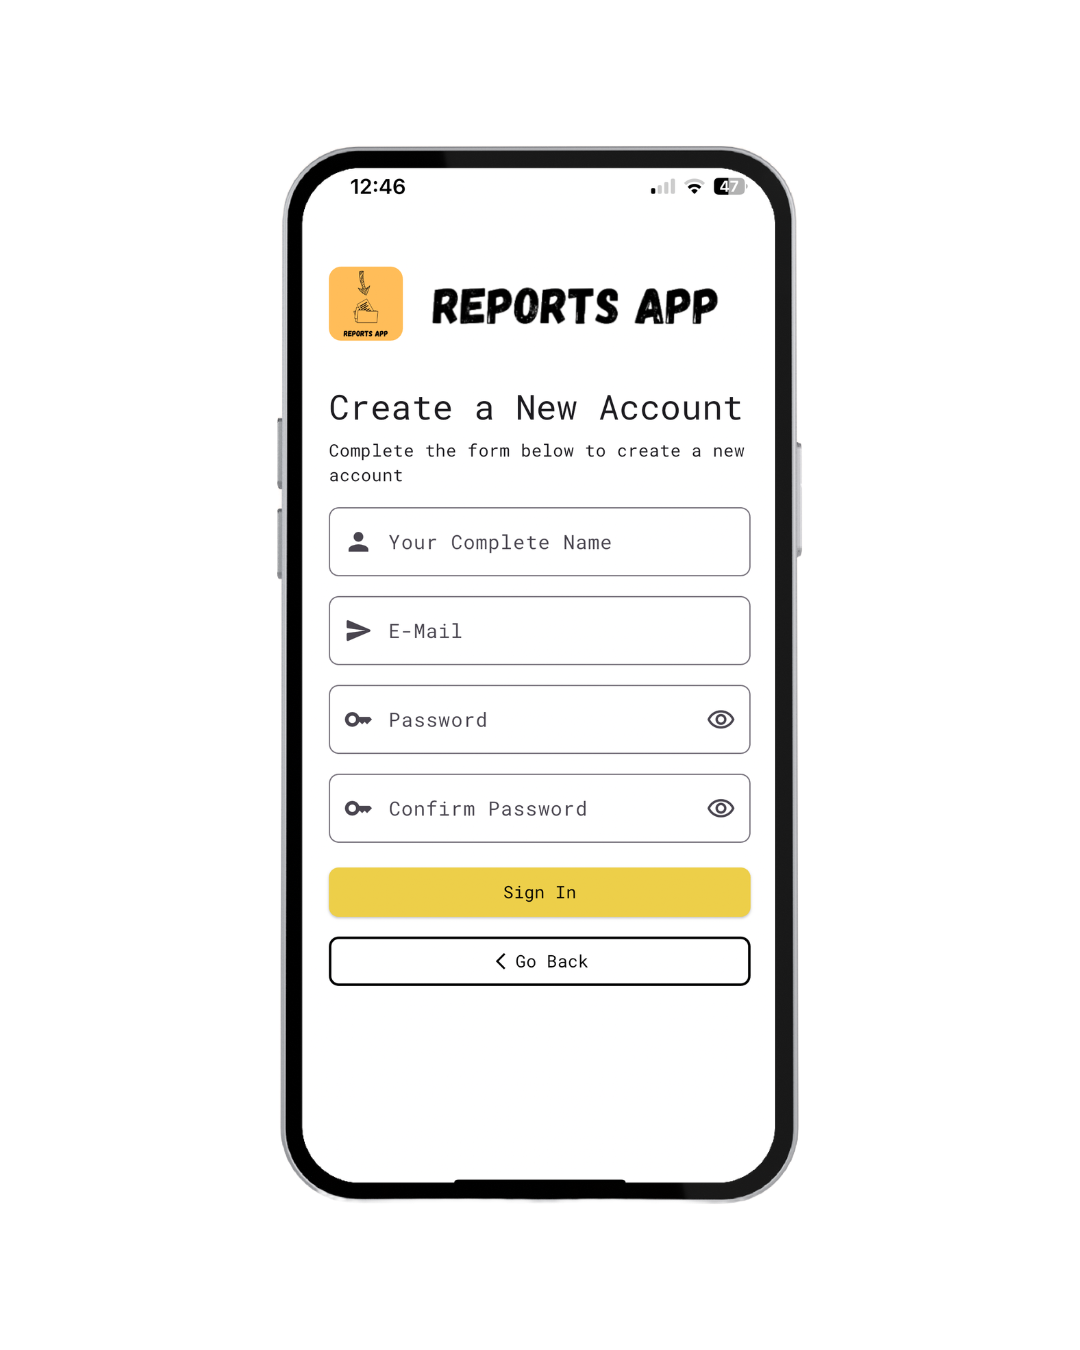 12:46
47
REPORTS APP
REPORTS APP
Create a New Account
Complete the form below to create a new
account
Your Complete Name
E-Mail
Password
Confirm Password
Sign In
Go Back